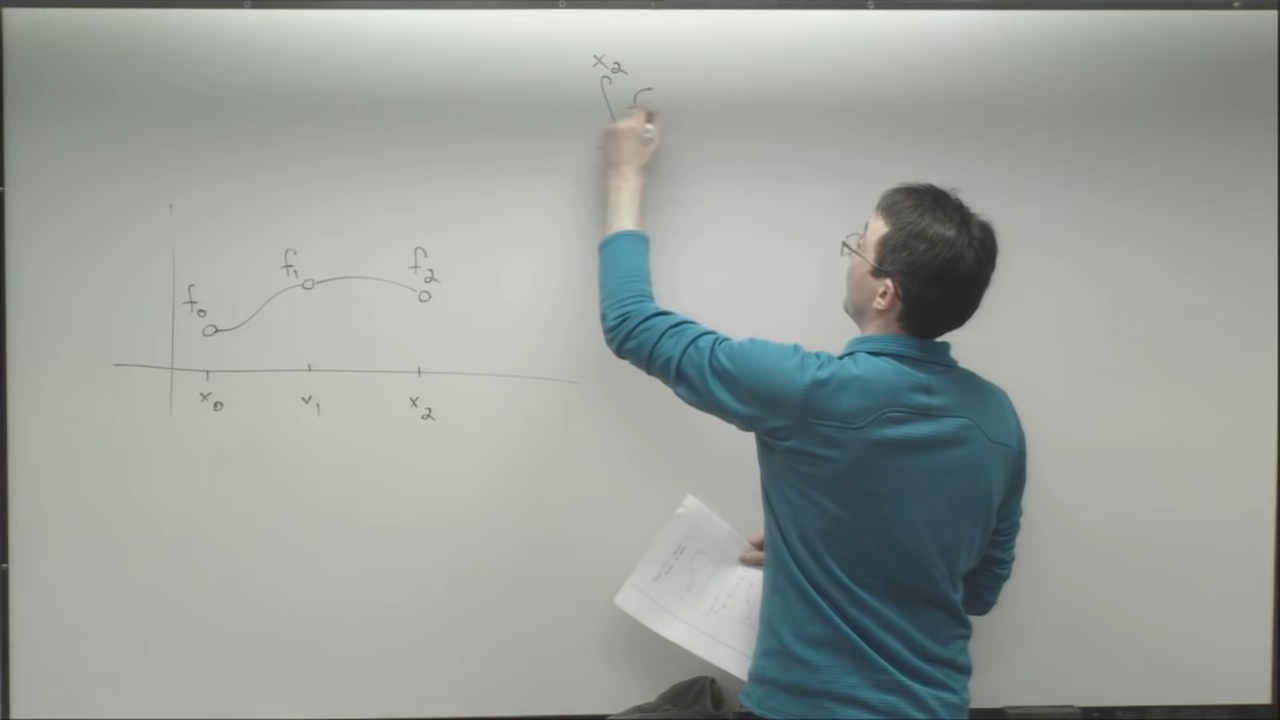 x₂
∫ f
f₀ f₁ f₂
x₀ x₁ x₂